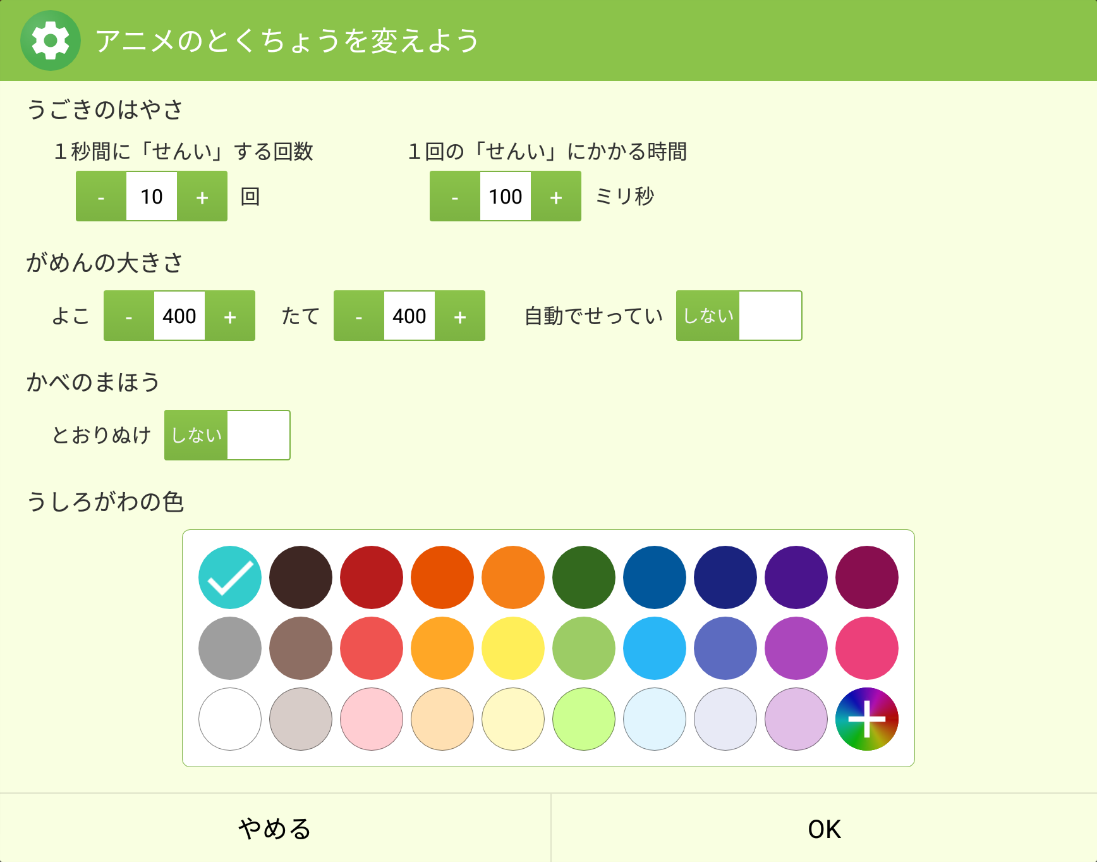 アニメのとくちょうを変えよう
うごきのはやさ
１秒間に「せんい」する回数
- 10 + 回
１回の「せんい」にかかる時間
- 100 + ミリ秒
がめんの大きさ
よこ - 400 + たて - 400 + 自動でせってい しない
かべのまほう
とおりぬけ しない
うしろがわの色
やめる
OK